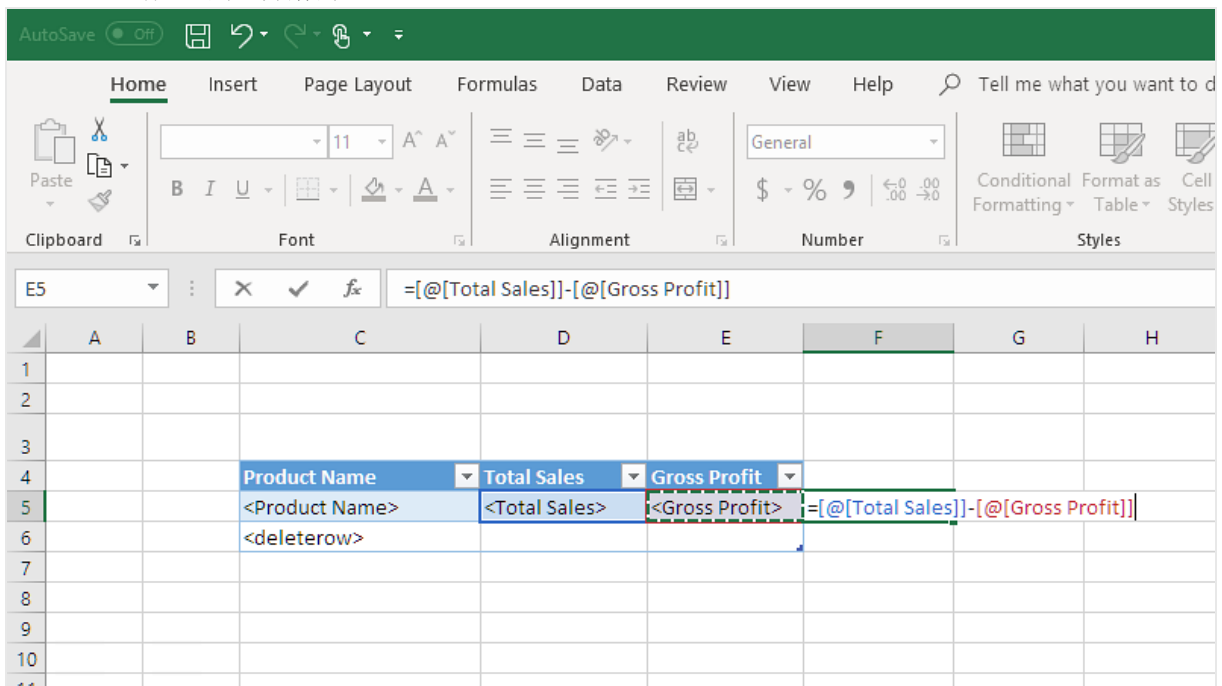 AutoSave Off
Home Insert Page Layout Formulas Data Review View Help Tell me what you want to d
Paste
11 A A
ab
c
General
B I U A
$ % 9 .00 .00
Conditional Formatting
Format as Table
Cell Styles
Clipboard Font Alignment Number Styles
E5 fx =[@[Total Sales]]-[@[Gross Profit]]
A B C D E F G H
1
2
3
4 Product Name Total Sales Gross Profit
5 <Product Name> <Total Sales> <Gross Profit> =[@[Total Sales]]-[@[Gross Profit]]
6 <deleterow>
7
8
9
10